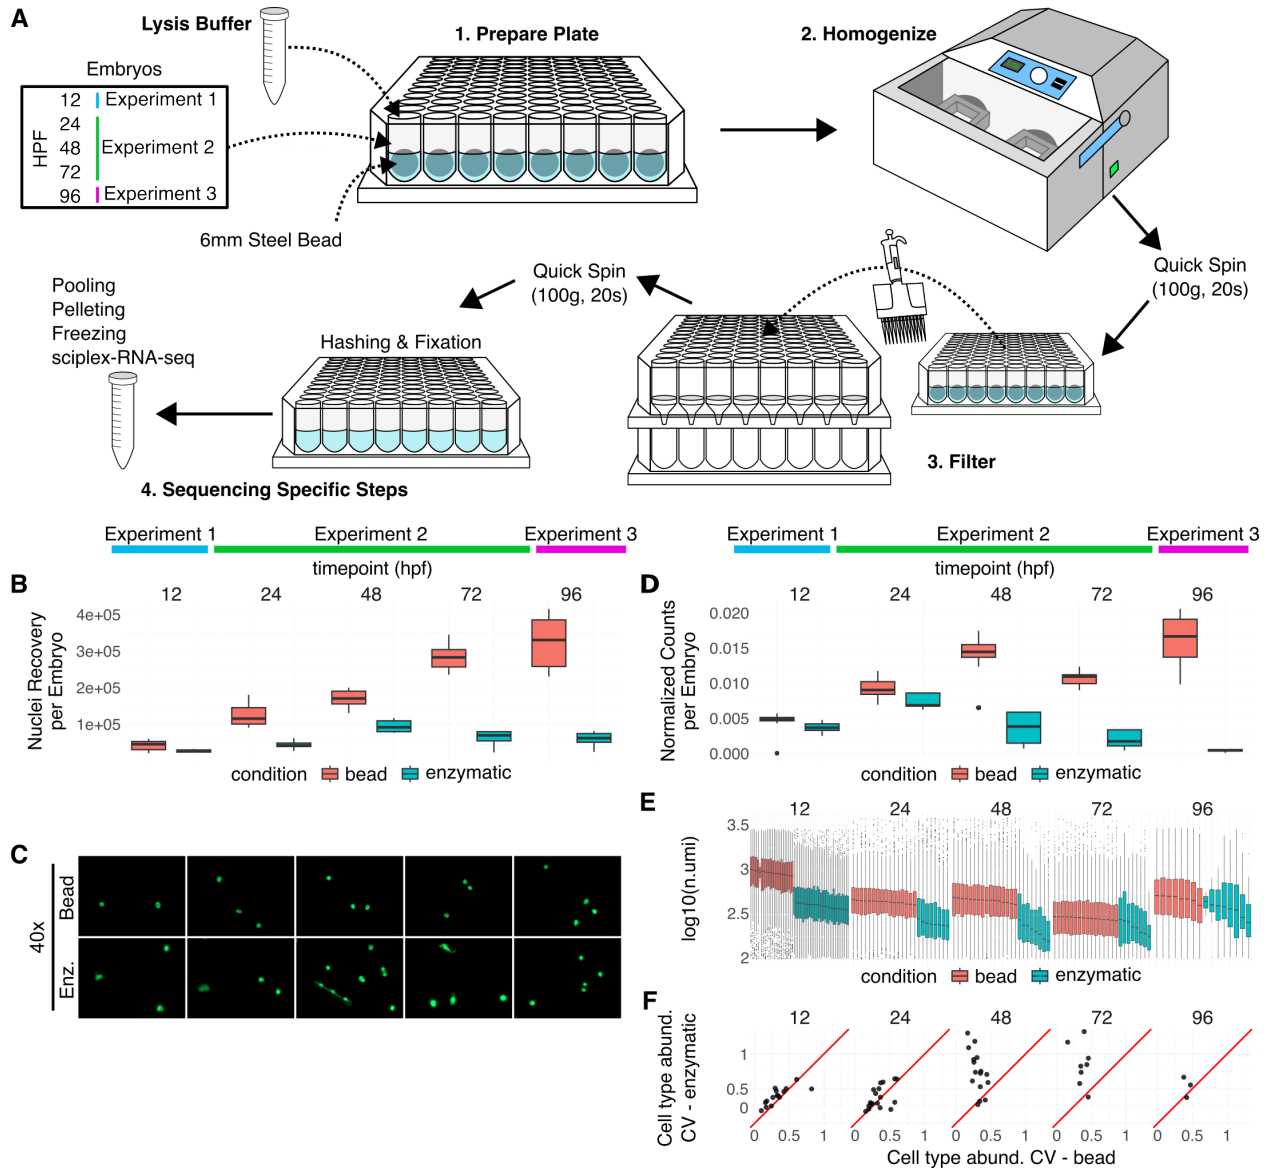 A
Lysis Buffer
1. Prepare Plate
2. Homogenize
Embryos
HPF
12 Experiment 1
24
48 Experiment 2
72
96 Experiment 3
6mm Steel Bead
Quick Spin
(100g, 20s)
Quick Spin
(100g, 20s)
Pooling
Pelleting
Freezing
sciplex-RNA-seq
Hashing & Fixation
3. Filter
4. Sequencing Specific Steps
Experiment 1 Experiment 2 Experiment 3
timepoint (hpf)
B
12 24 48 72 96
Nuclei Recovery
per Embryo
4e+05
3e+05
2e+05
1e+05
condition bead enzymatic
C
40x
Bead
Enz.
Experiment 1 Experiment 2 Experiment 3
timepoint (hpf)
D
12 24 48 72 96
Normalized Counts
per Embryo
0.020
0.015
0.010
0.005
0.000
condition bead enzymatic
E
12 24 48 72 96
log10(n.umi)
3.5
3
2.5
2
condition bead enzymatic
F
12 24 48 72 96
Cell type abund.
CV - enzymatic
1
0.5
0
0 0.5 1 0 0.5 1 0 0.5 1 0 0.5 1 0 0.5 1
Cell type abund. CV - bead